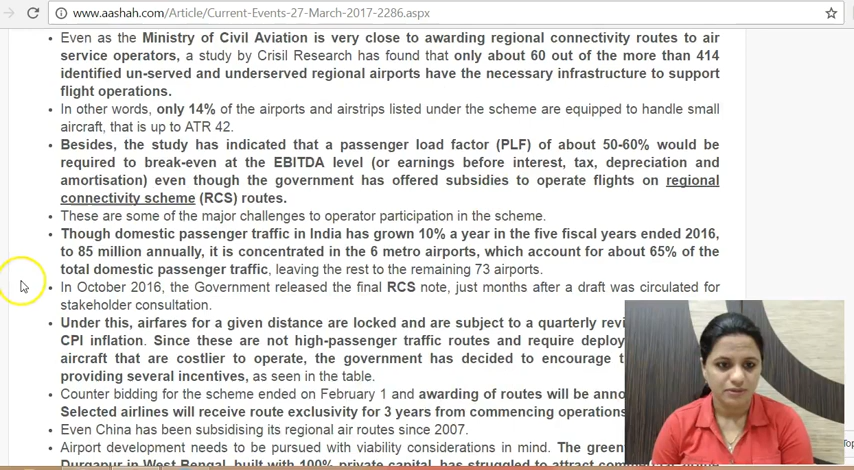 www.aashah.com/Article/Current-Events-27-March-2017-2286.aspx
Even as the Ministry of Civil Aviation is very close to awarding regional connectivity routes to air
service operators, a study by Crisil Research has found that only about 60 out of the more than 414
identified un-served and underserved regional airports have the necessary infrastructure to support
flight operations.
In other words, only 14% of the airports and airstrips listed under the scheme are equipped to handle small
aircraft, that is up to ATR 42.
Besides, the study has indicated that a passenger load factor (PLF) of about 50-60% would be
required to break-even at the EBITDA level (or earnings before interest, tax, depreciation and
amortisation) even though the government has offered subsidies to operate flights on regional
connectivity scheme (RCS) routes.
These are some of the major challenges to operator participation in the scheme.
Though domestic passenger traffic in India has grown 10% a year in the five fiscal years ended 2016,
to 85 million annually, it is concentrated in the 6 metro airports, which account for about 65% of the
total domestic passenger traffic, leaving the rest to the remaining 73 airports.
In October 2016, the Government released the final RCS note, just months after a draft was circulated for
stakeholder consultation.
Under this, airfares for a given distance are locked and are subject to a quarterly
CPI inflation. Since these are not high-passenger traffic routes and require
aircraft that are costlier to operate, the government has decided to encourage
providing several incentives, as seen in the table.
Counter bidding for the scheme ended on February 1 and awarding of routes will be
Selected airlines will receive route exclusivity for 3 years from commencing operations
Even China has been subsidising its regional air routes since 2007.
Airport development needs to be pursued with viability considerations in mind. The
Durgapur in West Bengal, built with 100% private capital, has struggled to attract